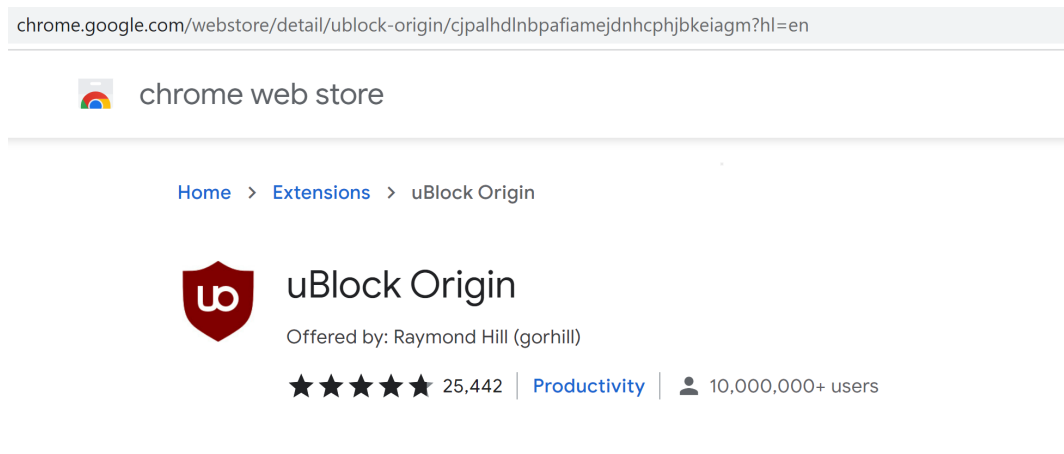 chrome.google.com/webstore/detail/ublock-origin/cjpalhdlnbpafiamejdnhcphjbkeiagm?hl=en
chrome web store
Home > Extensions > uBlock Origin
uo
uBlock Origin
Offered by: Raymond Hill (gorhill)
25,442 Productivity 10,000,000+ users